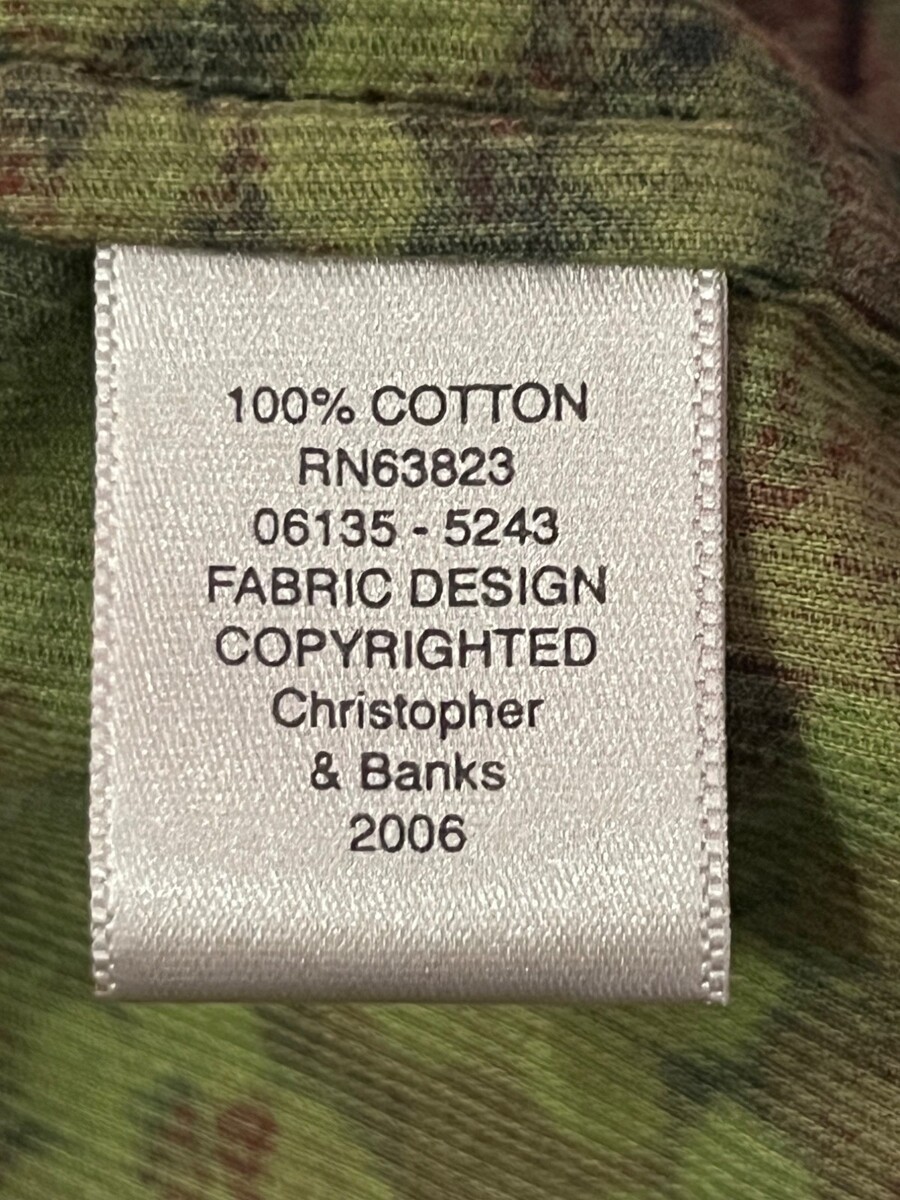 100% COTTON
RN63823
06135 - 5243
FABRIC DESIGN
COPYRIGHTED
Christopher
& Banks
2006